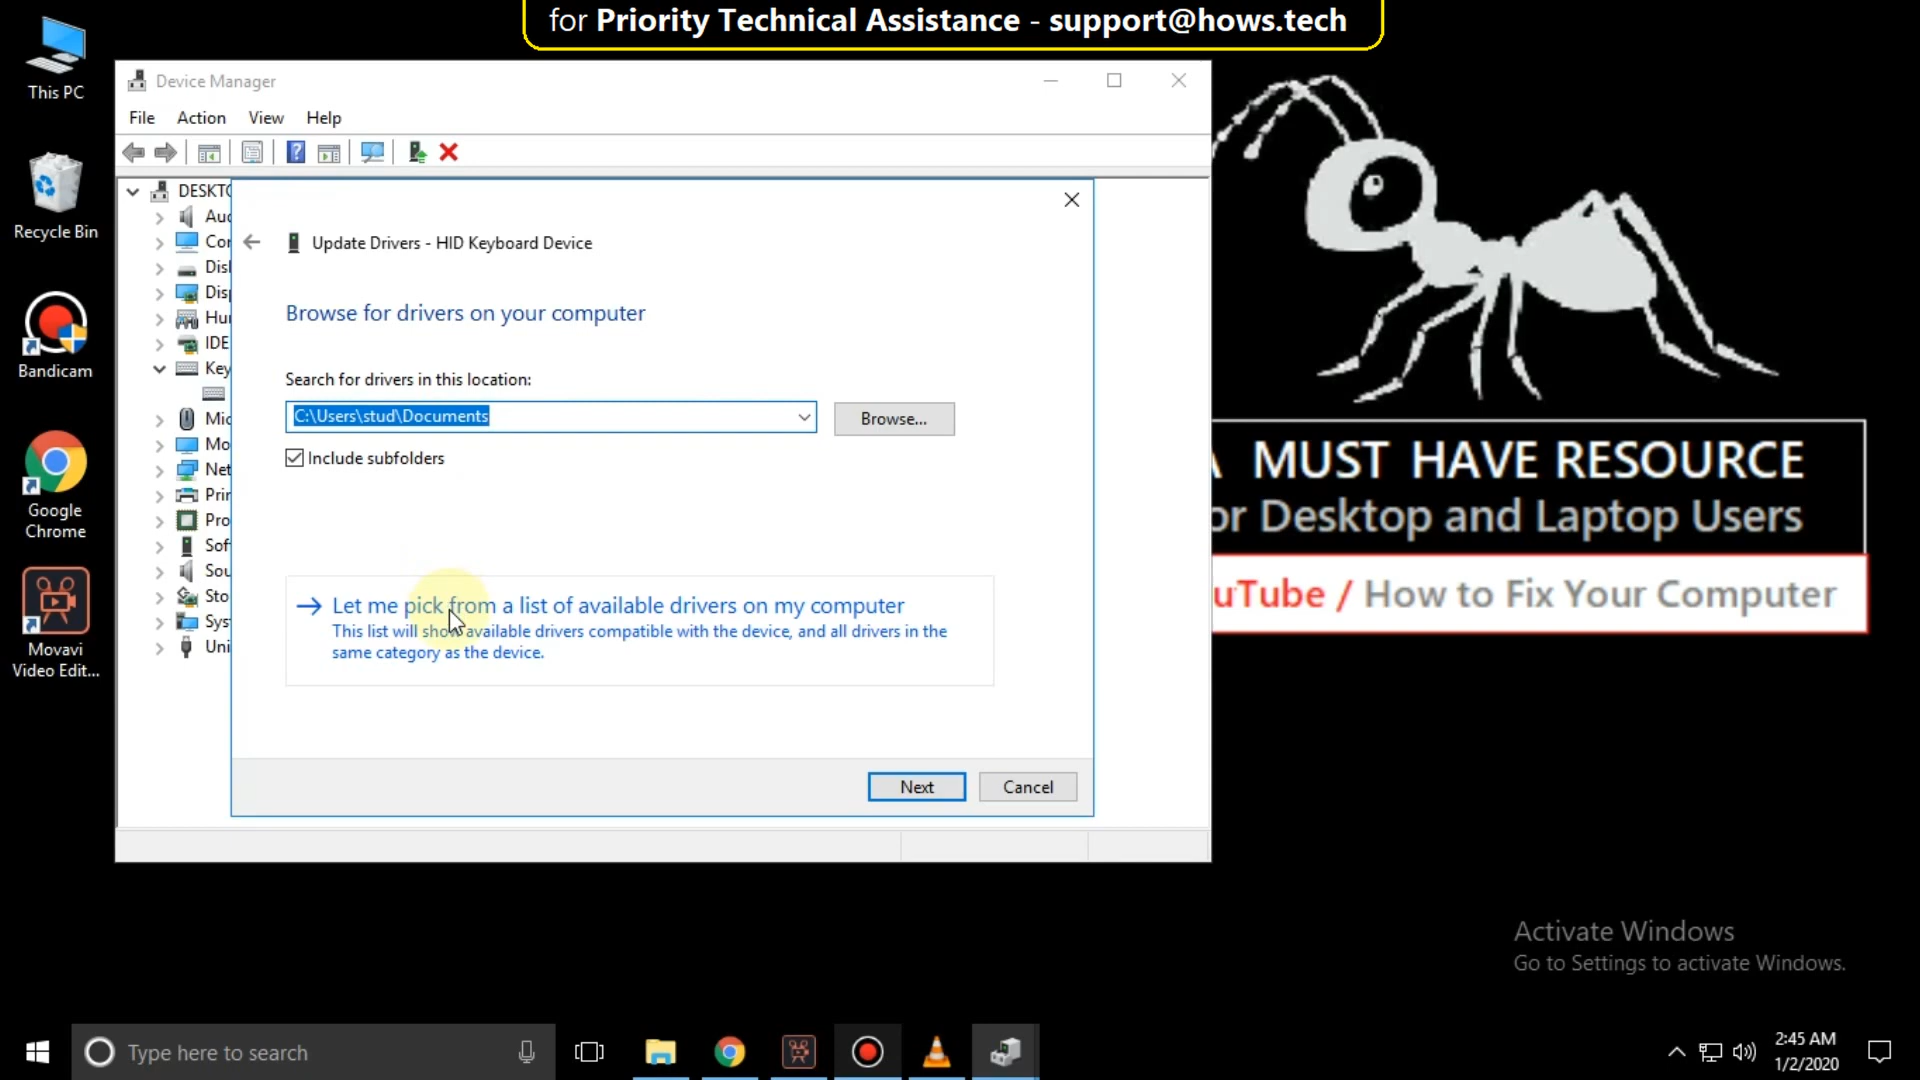 for Priority Technical Assistance - support@hows.tech
This PC
Recycle Bin
Bandicam
Google
Chrome
Movavi
Video Edit...
Device Manager
File Action View Help
DESKTO
Aud
Con
Disk
Disp
Hum
IDE
Key
Mic
Mo
Net
Prin
Pro
Sof
Sou
Sto
Sys
Uni
Update Drivers - HID Keyboard Device
Browse for drivers on your computer
Search for drivers in this location:
C:\Users\stud\Documents
Browse...
Include subfolders
Let me pick from a list of available drivers on my computer
This list will show available drivers compatible with the device, and all drivers in the
same category as the device.
Next Cancel
A MUST HAVE RESOURCE
or Desktop and Laptop Users
uTube / How to Fix Your Computer
Activate Windows
Go to Settings to activate Windows.
Type here to search
2:45 AM
1/2/2020